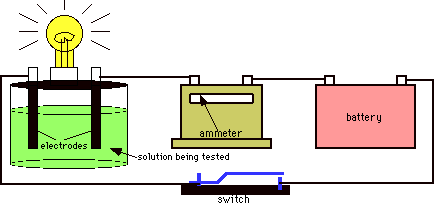 battery
ammeter
electrodes
solution being tested
switch